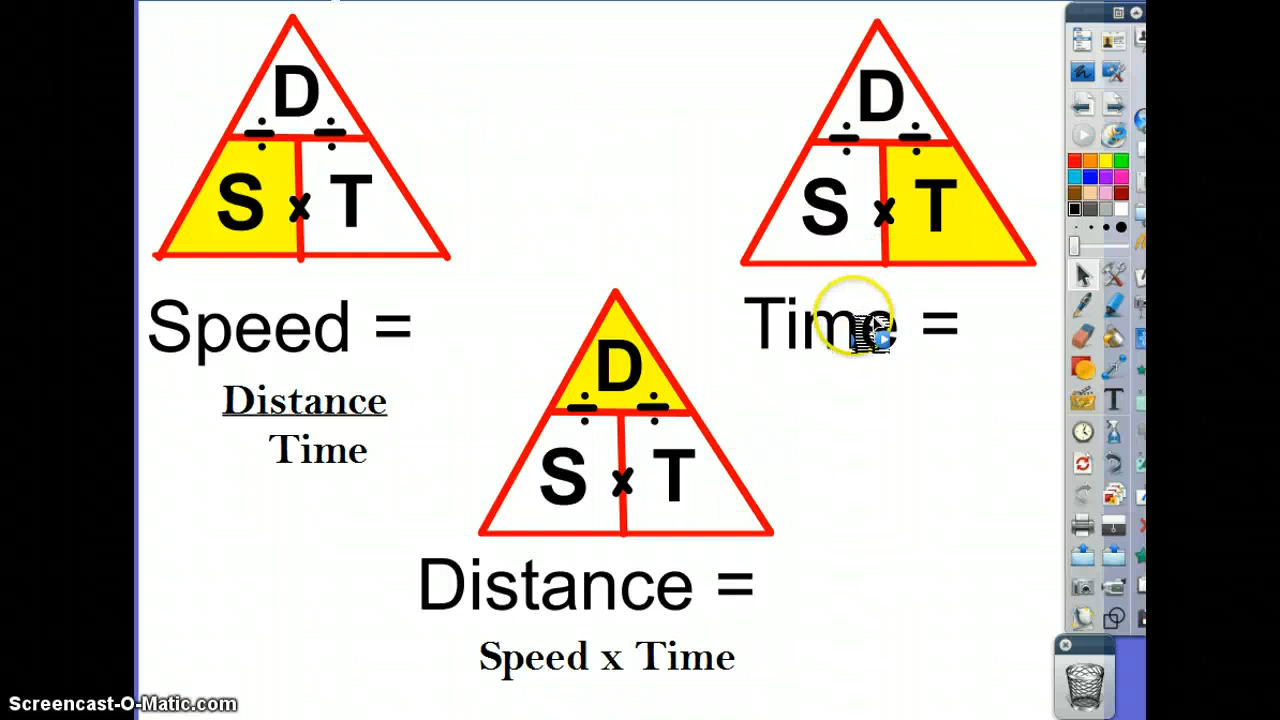 D
÷ ÷
S x T
Speed =
Distance
Time
D
÷ ÷
S x T
Time =
D
÷ ÷
S x T
Distance =
Speed x Time
T
Screencast-O-Matic.com